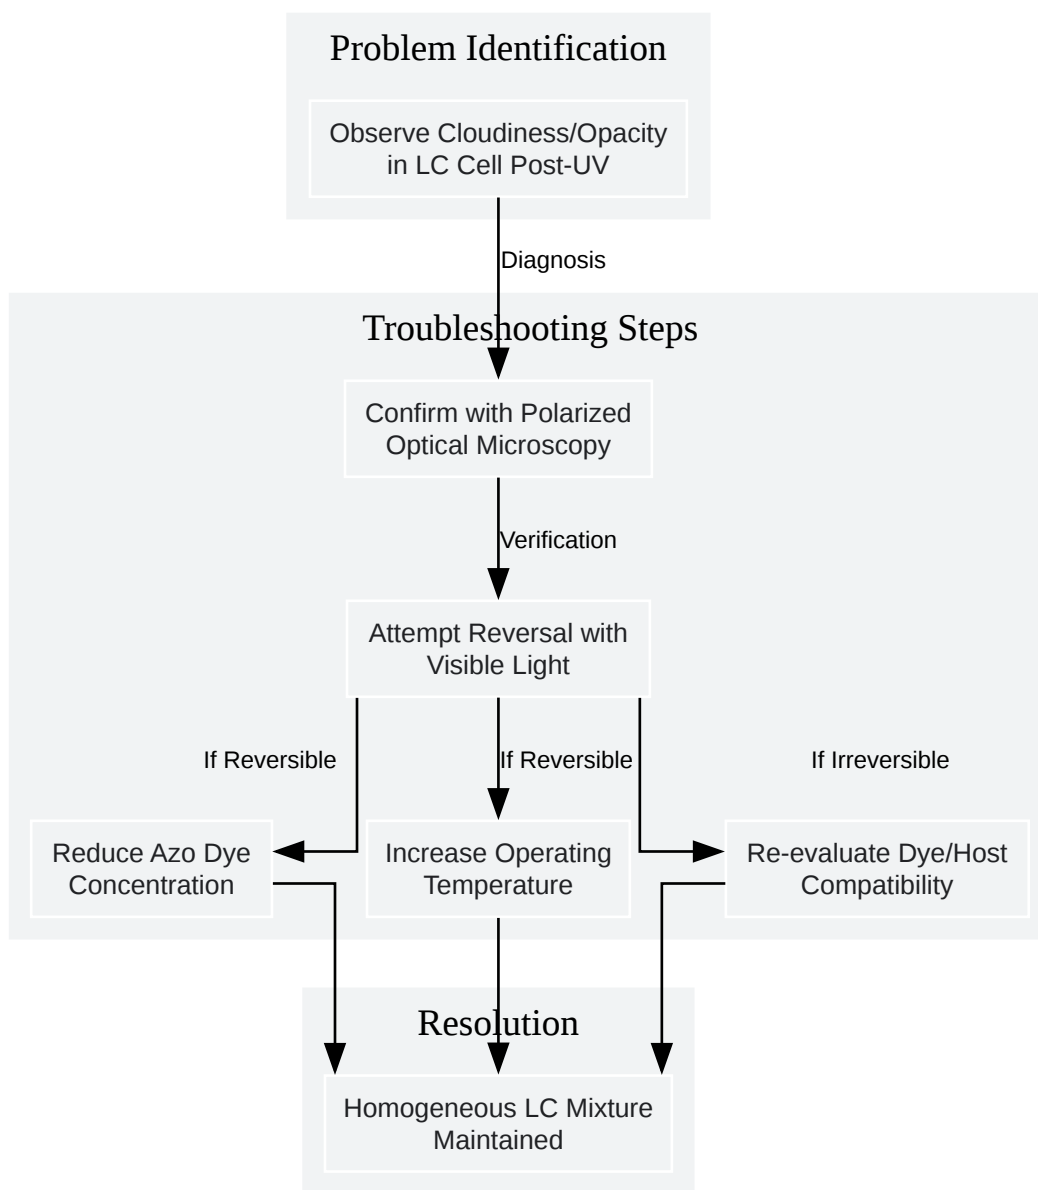 Problem Identification
Observe Cloudiness/Opacity
in LC Cell Post-UV
Diagnosis
Troubleshooting Steps
Confirm with Polarized
Optical Microscopy
Verification
Attempt Reversal with
Visible Light
If Reversible
If Reversible
If Irreversible
Reduce Azo Dye
Concentration
Increase Operating
Temperature
Re-evaluate Dye/Host
Compatibility
Resolution
Homogeneous LC Mixture
Maintained